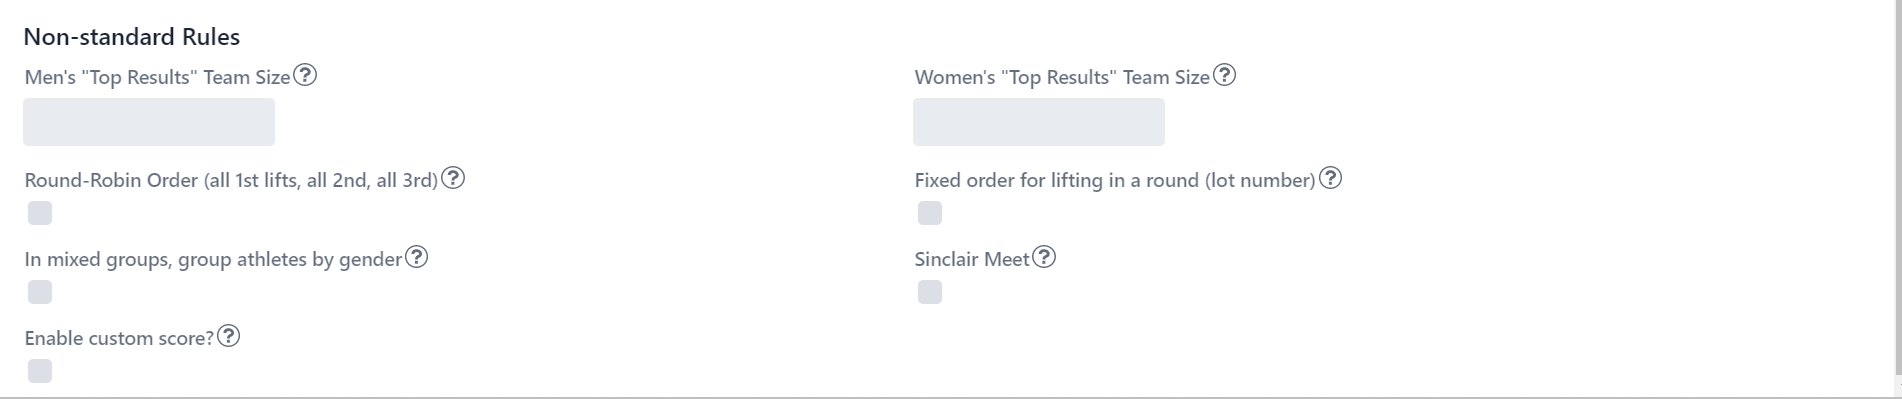 Non-standard Rules
Men's "Top Results" Team Size
Women's "Top Results" Team Size
Round-Robin Order (all 1st lifts, all 2nd, all 3rd)
Fixed order for lifting in a round (lot number)
In mixed groups, group athletes by gender
Sinclair Meet
Enable custom score?